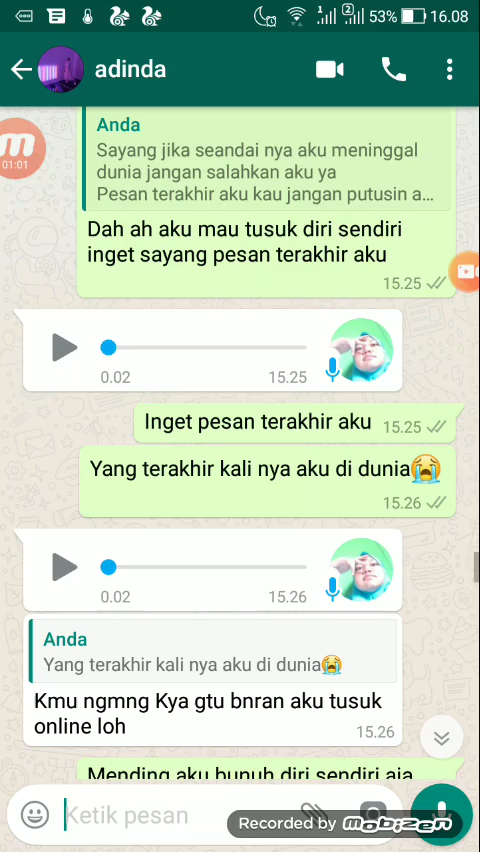 53% 16.08
adinda
01:01
Anda
Sayang jika seandai nya aku meninggal
dunia jangan salahkan aku ya
Pesan terakhir aku kau jangan putusin a...
Dah ah aku mau tusuk diri sendiri
inget sayang pesan terakhir aku
15.25
0.02 15.25
Inget pesan terakhir aku 15.25
Yang terakhir kali nya aku di dunia😭
15.26
0.02 15.26
Anda
Yang terakhir kali nya aku di dunia😭
Kmu ngmng Kya gtu bnran aku tusuk
online loh
15.26
Mending aku bunuh diri sendiri aja
Ketik pesan
Recorded by mobizen